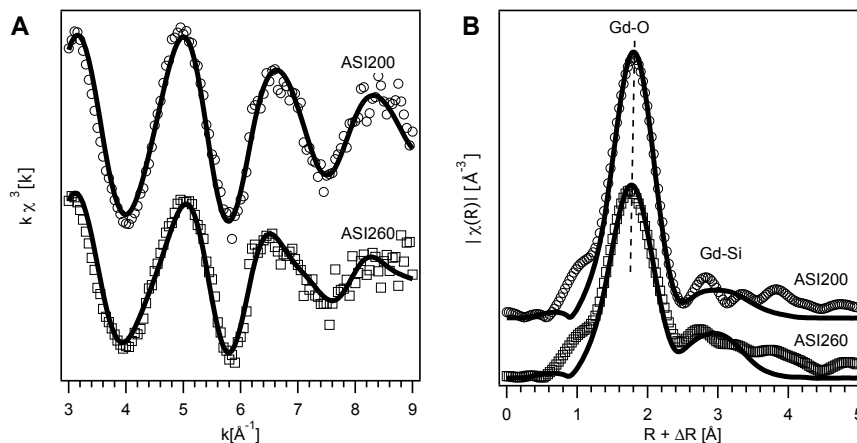 A
k χ ³ [k]
ASI200
ASI260
3 4 5 6 7 8 9
k[Å⁻¹]
B
Gd-O
| χ(R)| [Å⁻³]
Gd-Si
ASI200
ASI260
0 1 2 3 4 5
R + ΔR [Å]